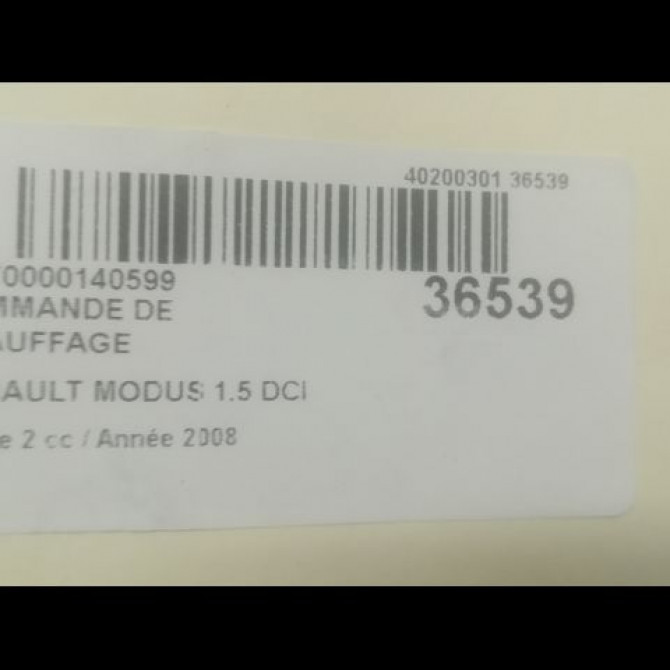 40200301 36539
0000140599
36539
MMANDE DE
AUFFAGE
AULT MODUS 1.5 DCI
e 2 cc / Année 2008